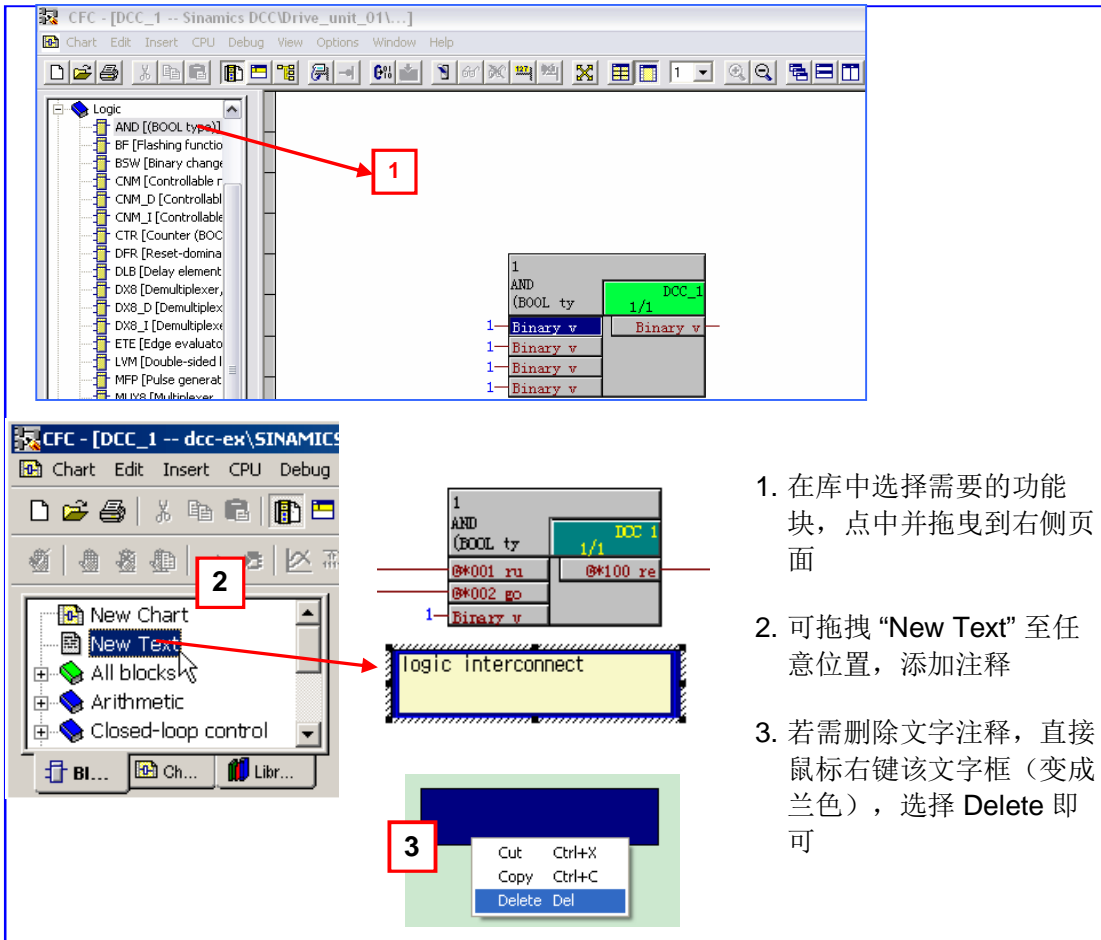 CFC - [DCC_1 -- Sinamics DCC\Drive_unit_01\...]
Chart Edit Insert CPU Debug View Options Window Help
1
Logic
AND [(BOOL type)]
BF [Flashing functio
BSW [Binary change
CNM [Controllable r
CNM_D [Controllabl
CNM_I [Controllable
CTR [Counter (BOC
DFR [Reset-domina
DLB [Delay element
DX8 [Demultiplexer,
DX8_D [Demultiplex
DX8_I [Demultiplexe
ETE [Edge evaluato
LVM [Double-sided l
MFP [Pulse generat
MUX8 [Multiplexer
1
1
AND
(BOOL ty
DCC_1
1/1
1 Binary v Binary v
1 Binary v
1 Binary v
1 Binary v
CFC - [DCC_1 -- dcc-ex\SINAMICS
Chart Edit Insert CPU Debug
2
New Chart
New Text
All blocks
Arithmetic
Closed-loop control
Bl... Ch... Libr...
1
AND
(BOOL ty
DCC 1
1/1
@*001 ru @*100 re
@*002 go
1 Binary v
logic interconnect
3
Cut Ctrl+X
Copy Ctrl+C
Delete Del
1. 在库中选择需要的功能
块，点中并拖曳到右侧页
面
2. 可拖拽 “New Text” 至任
意位置，添加注释
3. 若需删除文字注释，直接
鼠标右键该文字框（变成
兰色），选择 Delete 即
可